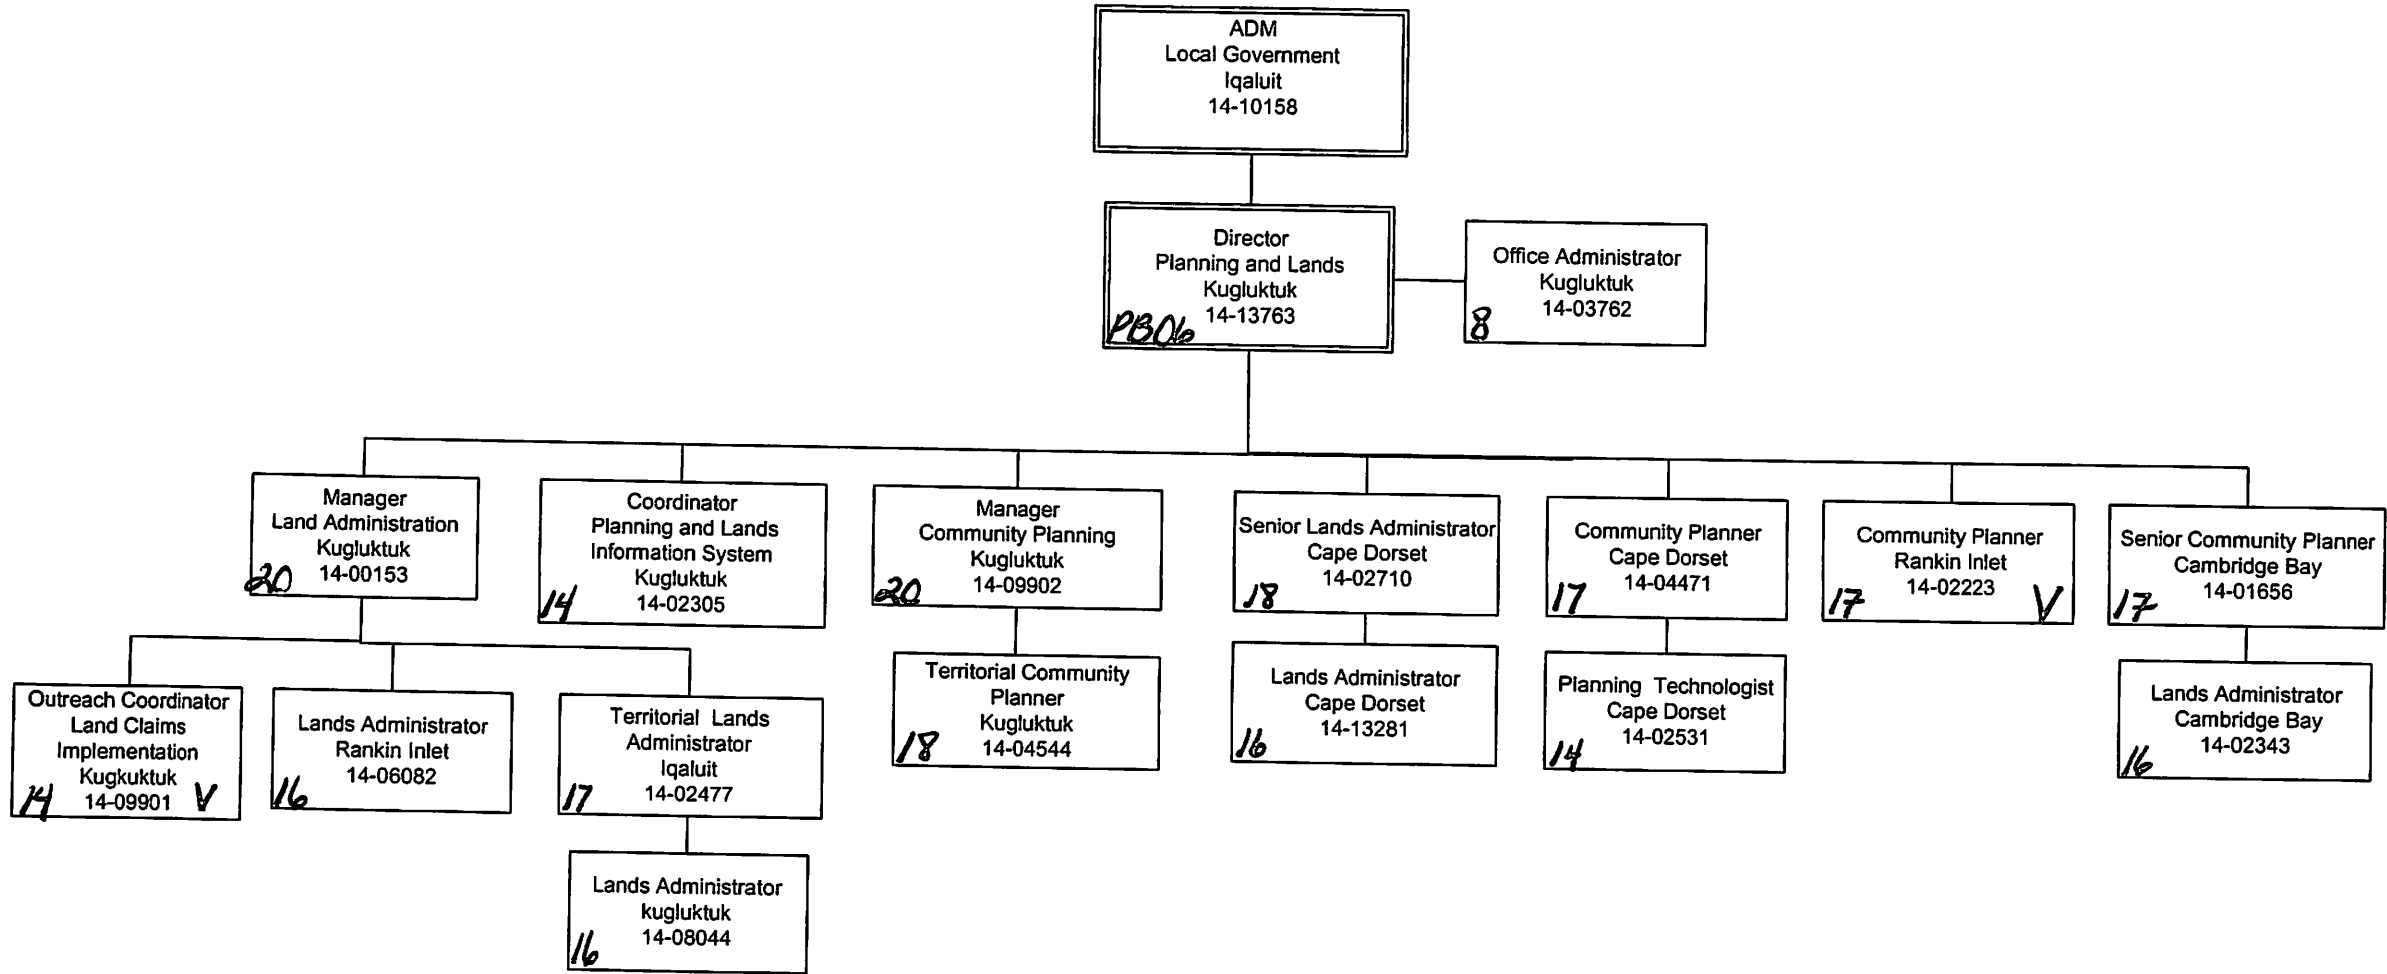 ADM
Local Government
Iqaluit
14-10158
Director
Planning and Lands
Kugluktuk
14-13763
PB06
Office Administrator
Kugluktuk
14-03762
8
Manager
Land Administration
Kugluktuk
14-00153
20
Coordinator
Planning and Lands
Information System
Kugluktuk
14-02305
14
Manager
Community Planning
Kugluktuk
14-09902
20
Senior Lands Administrator
Cape Dorset
14-02710
18
Community Planner
Cape Dorset
14-04471
17
Community Planner
Rankin Inlet
14-02223
17 V
Senior Community Planner
Cambridge Bay
14-01656
17
Outreach Coordinator
Land Claims
Implementation
Kugkuktuk
14-09901
14 V
Lands Administrator
Rankin Inlet
14-06082
16
Territorial Lands
Administrator
Iqaluit
14-02477
17
Territorial Community
Planner
Kugluktuk
14-04544
18
Lands Administrator
Cape Dorset
14-13281
16
Planning Technologist
Cape Dorset
14-02531
14
Lands Administrator
Cambridge Bay
14-02343
16
Lands Administrator
kugluktuk
14-08044
16